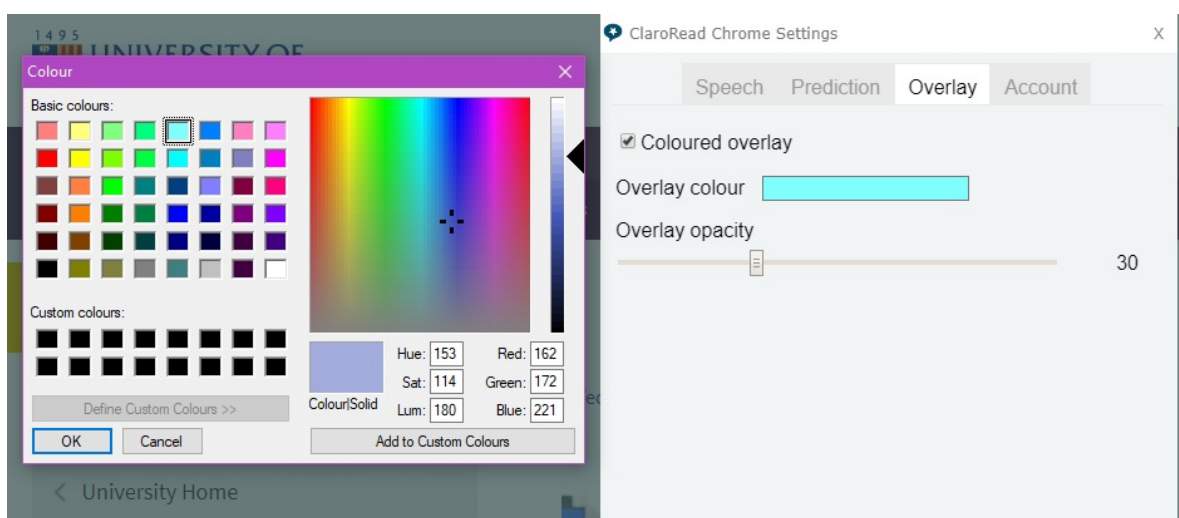 1495
UNIVERSITY OF
Colour
Basic colours:
Custom colours:
Define Custom Colours >>
OK Cancel
Colour|Solid
Hue: 153 Red: 162
Sat: 114 Green: 172
Lum: 180 Blue: 221
Add to Custom Colours
University Home
ClaroRead Chrome Settings X
Speech Prediction Overlay Account
Coloured overlay
Overlay colour
Overlay opacity
30